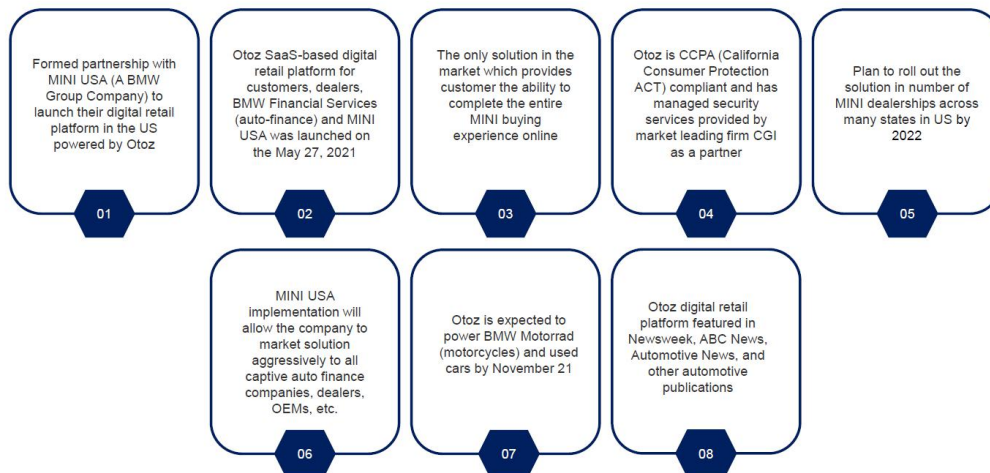 Formed partnership with
MINI USA (A BMW
Group Company) to
launch their digital retail
platform in the US
powered by Otoz
01
Otoz SaaS-based digital
retail platform for
customers, dealers,
BMW Financial Services
(auto-finance) and MINI
USA was launched on
the May 27, 2021
02
The only solution in the
market which provides
customer the ability to
complete the entire
MINI buying
experience online
03
Otoz is CCPA (California
Consumer Protection
ACT) compliant and has
managed security
services provided by
market leading firm CGI
as a partner
04
Plan to roll out the
solution in number of
MINI dealerships across
many states in US by
2022
05
MINI USA
implementation will
allow the company to
market solution
aggressively to all
captive auto finance
companies, dealers,
OEMs, etc.
06
Otoz is expected to
power BMW Motorrad
(motorcycles) and used
cars by November 21
07
Otoz digital retail
platform featured in
Newsweek, ABC News,
Automotive News, and
other automotive
publications
08